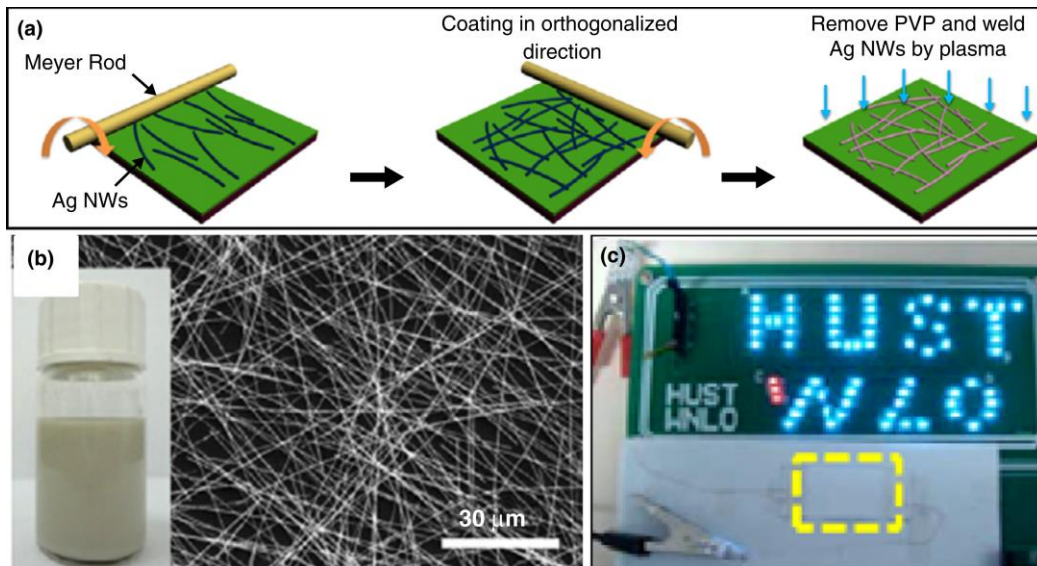 (a)
Meyer Rod
Ag NWs
Coating in orthogonalized
direction
Remove PVP and weld
Ag NWs by plasma
(b)
30 µm
(c)
HUST
HUST
WNLO